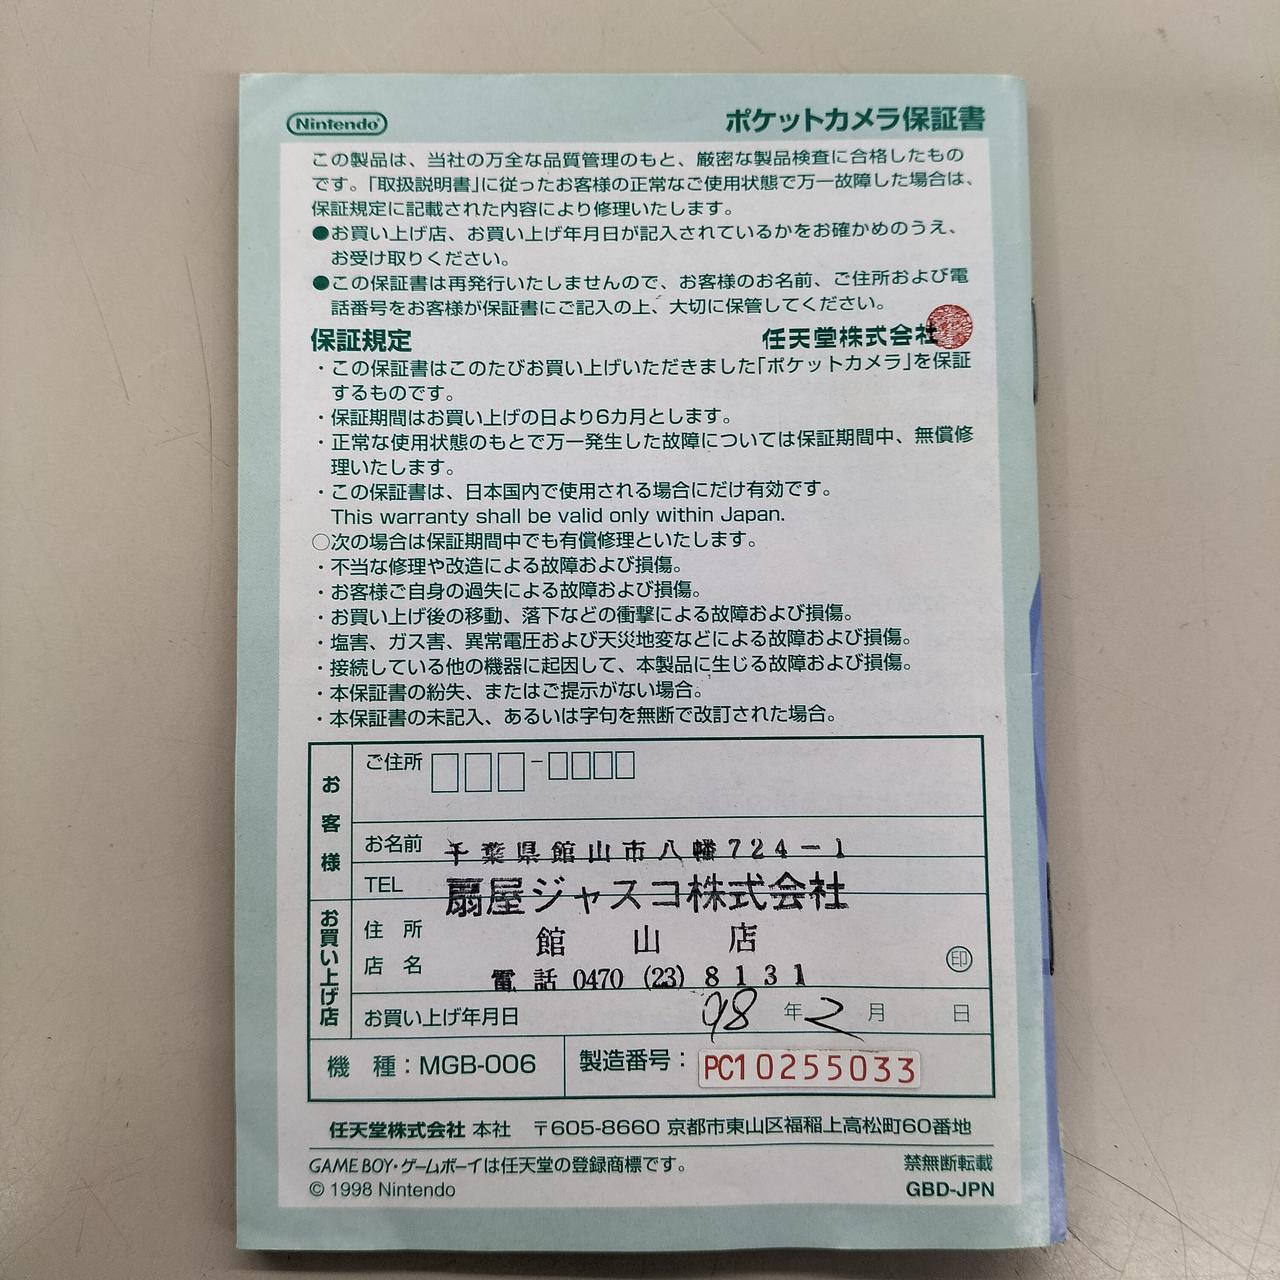 Nintendo
ポケットカメラ保証書
この製品は、当社の万全な品質管理のもと、厳密な製品検査に合格したもの
です。「取扱説明書」に従ったお客様の正常なご使用状態で万一故障した場合は、
保証規定に記載された内容により修理いたします。
●お買い上げ店、お買い上げ年月日が記入されているかをお確かめのうえ、
お受け取りください。
●この保証書は再発行いたしませんので、お客様のお名前、ご住所および電
話番号をお客様が保証書にご記入の上、大切に保管してください。
保証規定 任天堂株式会社
・この保証書はこのたびお買い上げいただきました「ポケットカメラ」を保証
するものです。
・保証期間はお買い上げの日より6カ月とします。
・正常な使用状態のもとで万一発生した故障については保証期間中、無償修
理いたします。
・この保証書は、日本国内で使用される場合にだけ有効です。
This warranty shall be valid only within Japan.
○次の場合は保証期間中でも有償修理といたします。
・不当な修理や改造による故障および損傷。
・お客様ご自身の過失による故障および損傷。
・お買い上げ後の移動、落下などの衝撃による故障および損傷。
・塩害、ガス害、異常電圧および天災地変などによる故障および損傷。
・接続している他の機器に起因して、本製品に生じる故障および損傷。
・本保証書の紛失、またはご提示がない場合。
・本保証書の未記入、あるいは字句を無断で改訂された場合。
お客様
ご住所 □□□-□□□□
お名前
千葉県館山市八幡724-1
TEL
扇屋ジャスコ株式会社
お買い上げ店
住所
館山店
店名
印
電話 0470 (23) 8131
お買い上げ年月日 98年2月 日
機種：MGB-006 製造番号： PC10255033
任天堂株式会社 本社 〒605-8660 京都市東山区福稲上高松町60番地
GAME BOY・ゲームボーイは任天堂の登録商標です。 禁無断転載
© 1998 Nintendo GBD-JPN